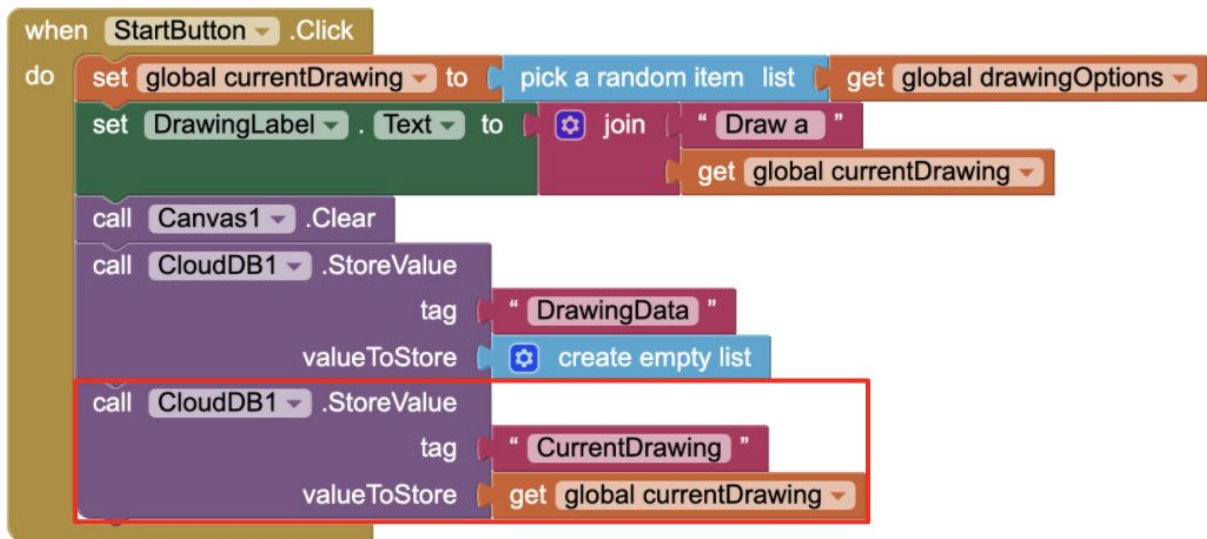 when StartButton .Click
do set global currentDrawing to pick a random item list get global drawingOptions
set DrawingLabel . Text to join " Draw a "
get global currentDrawing
call Canvas1 .Clear
call CloudDB1 .StoreValue
tag " DrawingData "
valueToStore create empty list
call CloudDB1 .StoreValue
tag " CurrentDrawing "
valueToStore get global currentDrawing